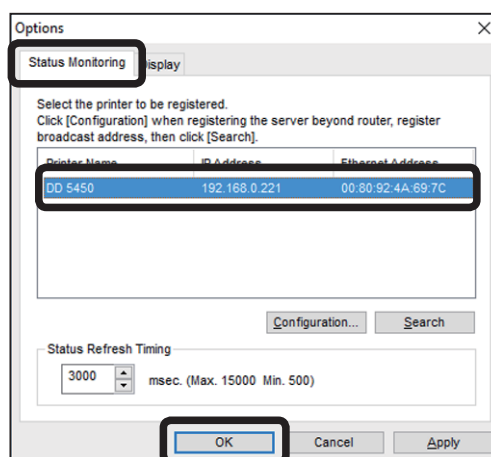 Options
Status Monitoring Display
Select the printer to be registered.
Click [Configuration] when registering the server beyond router, register
broadcast address, then click [Search].
Printer Name IP Address Ethernet Address
DD 5450 192.168.0.221 00:80:92:4A:69:7C
Configuration... Search
Status Refresh Timing
3000 msec. (Max. 15000 Min. 500)
OK Cancel Apply